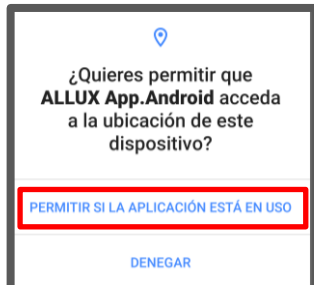 ¿Quieres permitir que
ALLUX App.Android acceda
a la ubicación de este
dispositivo?
PERMITIR SI LA APLICACIÓN ESTÁ EN USO
DENEGAR